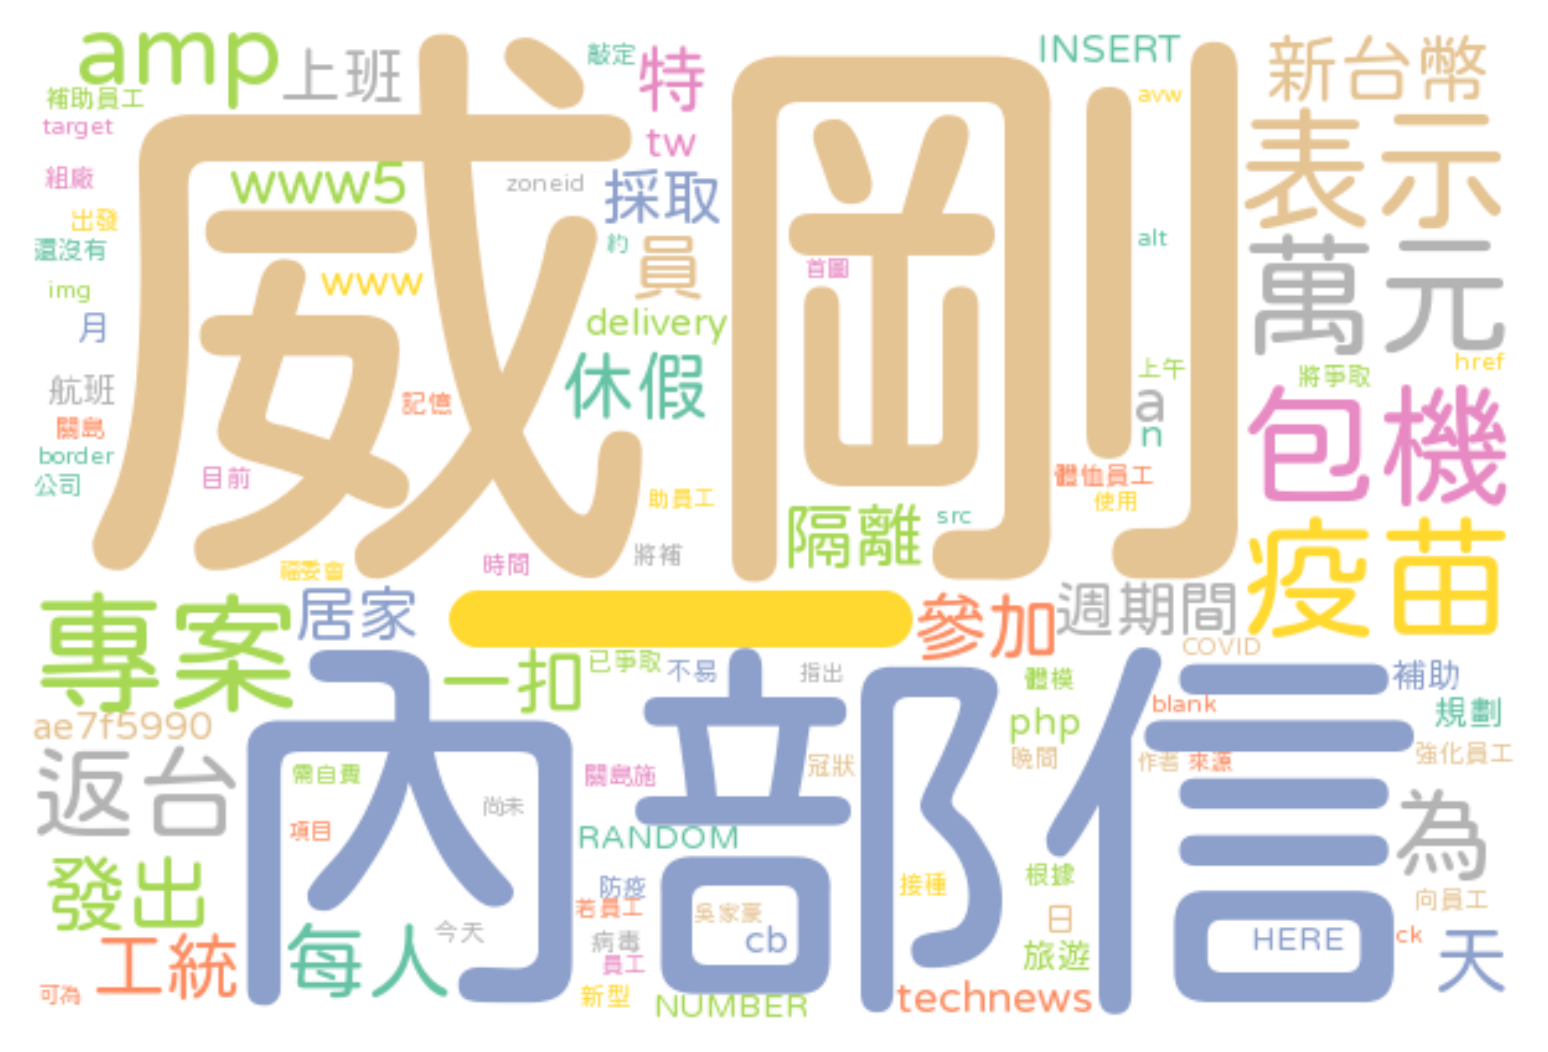 amp
上班
敲定
特
INSERT
新台幣
補助員工
target
tw
avw
表示
組廠
www5
zoneid
採取
出發
還沒有
約
員
alt
萬元
首圖
img
www
delivery
月
休假
上午
將爭取
href
航班
記憶
a
n
包機
關島
border
公司
目前
助員工
體恤員工
使用
威剛
隔離
src
疫苗
福委會
時間
將補
專案
居家
一
參加
週期間
COVID
一扣
已爭取
不易
指出
體模
補助
ae7f5990
php
blank
規劃
返台
需自費
關島施
冠狀
晚間
作者
來源
強化員工
尚未
項目
RANDOM
為
內部信
發出
防疫
接種
根據
若員工
吳家豪
日
向員工
工統
每人
今天
病毒
cb
HERE
ck
天
員工
旅遊
可為
新型
NUMBER
technews